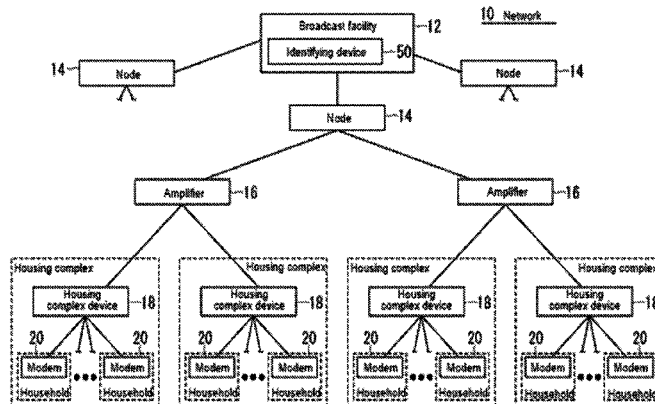 10 Network
Broadcast facility 12
Identifying device 50
14 Node
Node 14
Node 14
Amplifier 16
Amplifier 16
Housing complex
Housing complex
Housing complex
Housing complex
Housing complex device 18
Housing complex device 18
Housing complex device 18
Housing complex device 18
20 20 20 20 20 20 20 20
Modem Modem Modem Modem Modem Modem Modem Modem
Household Household Household Household Household Household Household Household